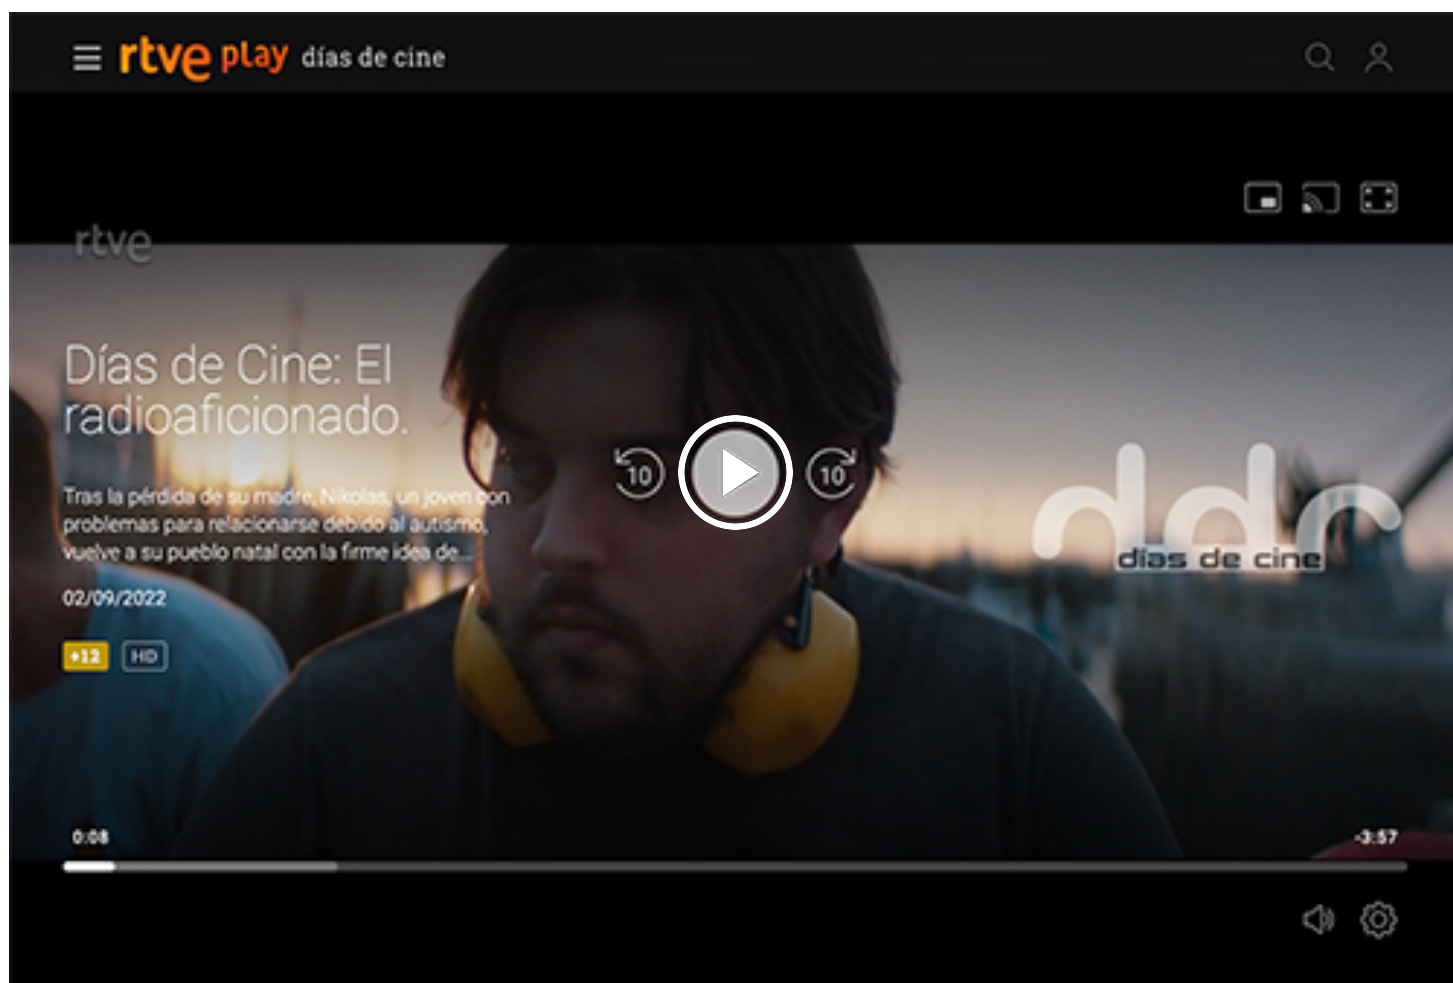 rtve play días de cine
rtve
Días de Cine: El
radioaficionado.
Tras la pérdida de su madre, Nikolas, un joven con
problemas para relacionarse debido al autismo,
vuelve a su pueblo natal con la firme idea de...
02/09/2022
+12 HD
10 10
ddc
días de cine
0:08 -3:57